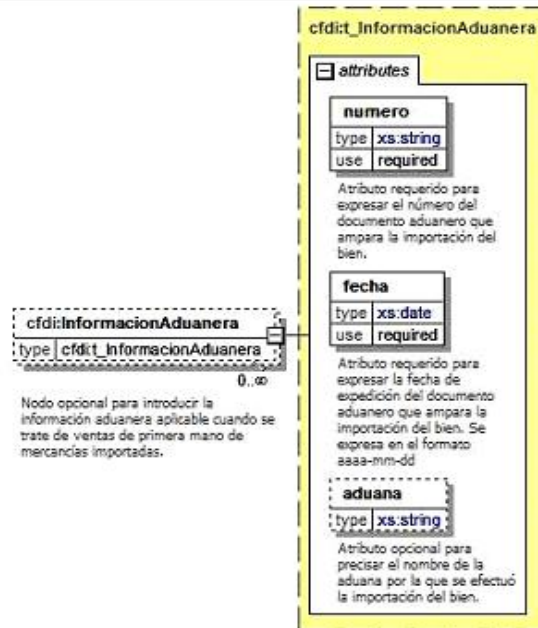 cfdi:t_InformacionAduanera
attributes
numero
type xs:string
use required
Atributo requerido para
expresar el número del
documento aduanero que
ampara la importación del
bien.
fecha
type xs:date
use required
Atributo requerido para
expresar la fecha de
expedición del documento
aduanero que ampara la
importación del bien. Se
expresa en el formato
aaaa-mm-dd
aduana
type xs:string
Atributo opcional para
precisar el nombre de la
aduana por la que se efectuó
la importación del bien.
cfdi:InformacionAduanera
type cfdi:t_InformacionAduanera
0..∞
Nodo opcional para introducir la
información aduanera aplicable cuando se
trate de ventas de primera mano de
mercancías importadas.